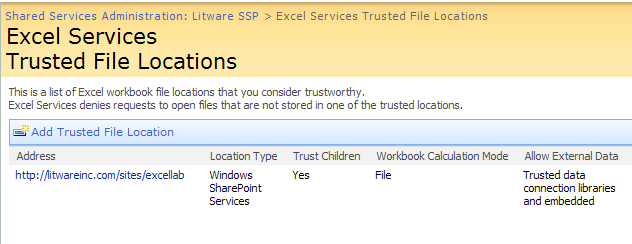 Shared Services Administration: Litware SSP > Excel Services Trusted File Locations
Excel Services
Trusted File Locations
This is a list of Excel workbook file locations that you consider trustworthy.
Excel Services denies requests to open files that are not stored in one of the trusted locations.
Add Trusted File Location
Address Location Type Trust Children Workbook Calculation Mode Allow External Data
http://litwareinc.com/sites/excellab Windows Yes File Trusted data
SharePoint connection libraries
Services and embedded